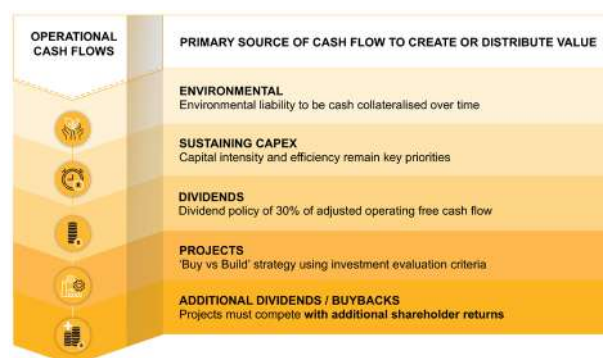 OPERATIONAL
CASH FLOWS
PRIMARY SOURCE OF CASH FLOW TO CREATE OR DISTRIBUTE VALUE
ENVIRONMENTAL
Environmental liability to be cash collateralised over time
SUSTAINING CAPEX
Capital intensity and efficiency remain key priorities
DIVIDENDS
Dividend policy of 30% of adjusted operating free cash flow
PROJECTS
‘Buy vs Build’ strategy using investment evaluation criteria
ADDITIONAL DIVIDENDS / BUYBACKS
Projects must compete with additional shareholder returns